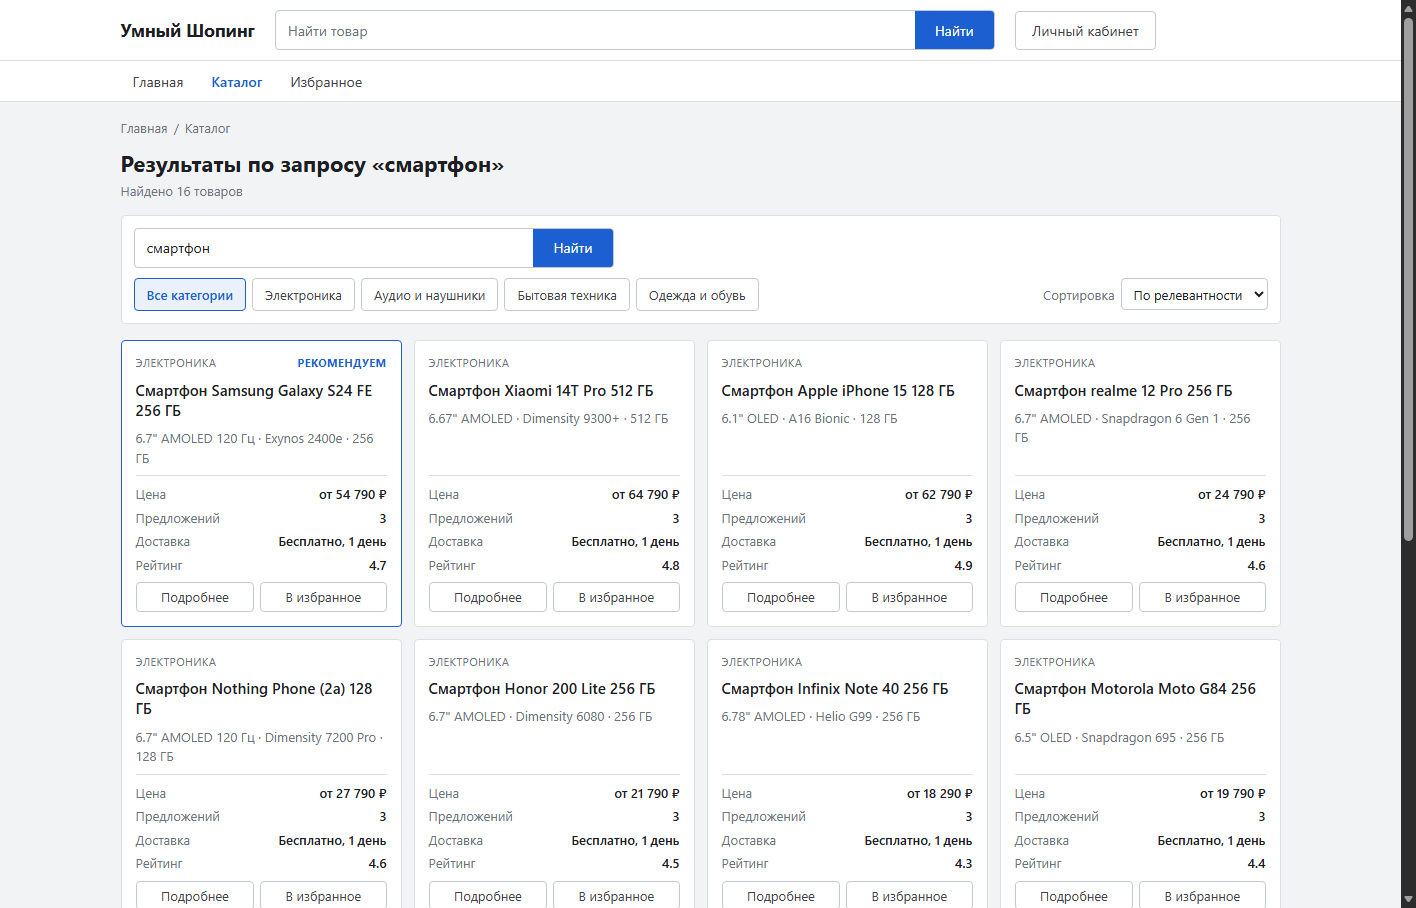 Умный Шопинг
Найти товар
Найти
Личный кабинет
Главная
Каталог
Избранное
Главная / Каталог
Результаты по запросу «смартфон»
Найдено 16 товаров
смартфон
Найти
Все категории
Электроника
Аудио и наушники
Бытовая техника
Одежда и обувь
Сортировка
По релевантности
ЭЛЕКТРОНИКА
РЕКОМЕНДУЕМ
Смартфон Samsung Galaxy S24 FE
256 ГБ
6.7" AMOLED 120 Гц · Exynos 2400e · 256
ГБ
Цена от 54 790 ₽
Предложений 3
Доставка Бесплатно, 1 день
Рейтинг 4.7
Подробнее
В избранное
ЭЛЕКТРОНИКА
Смартфон Xiaomi 14T Pro 512 ГБ
6.67" AMOLED · Dimensity 9300+ · 512 ГБ
Цена от 64 790 ₽
Предложений 3
Доставка Бесплатно, 1 день
Рейтинг 4.8
Подробнее
В избранное
ЭЛЕКТРОНИКА
Смартфон Apple iPhone 15 128 ГБ
6.1" OLED · A16 Bionic · 128 ГБ
Цена от 62 790 ₽
Предложений 3
Доставка Бесплатно, 1 день
Рейтинг 4.9
Подробнее
В избранное
ЭЛЕКТРОНИКА
Смартфон realme 12 Pro 256 ГБ
6.7" AMOLED · Snapdragon 6 Gen 1 · 256
ГБ
Цена от 24 790 ₽
Предложений 3
Доставка Бесплатно, 1 день
Рейтинг 4.6
Подробнее
В избранное
ЭЛЕКТРОНИКА
Смартфон Nothing Phone (2a) 128
ГБ
6.7" AMOLED 120 Гц · Dimensity 7200 Pro ·
128 ГБ
Цена от 27 790 ₽
Предложений 3
Доставка Бесплатно, 1 день
Рейтинг 4.6
Подробнее
В избранное
ЭЛЕКТРОНИКА
Смартфон Honor 200 Lite 256 ГБ
6.7" AMOLED · Dimensity 6080 · 256 ГБ
Цена от 21 790 ₽
Предложений 3
Доставка Бесплатно, 1 день
Рейтинг 4.5
Подробнее
В избранное
ЭЛЕКТРОНИКА
Смартфон Infinix Note 40 256 ГБ
6.78" AMOLED · Helio G99 · 256 ГБ
Цена от 18 290 ₽
Предложений 3
Доставка Бесплатно, 1 день
Рейтинг 4.3
Подробнее
В избранное
ЭЛЕКТРОНИКА
Смартфон Motorola Moto G84 256
ГБ
6.5" OLED · Snapdragon 695 · 256 ГБ
Цена от 19 790 ₽
Предложений 3
Доставка Бесплатно, 1 день
Рейтинг 4.4
Подробнее
В избранное